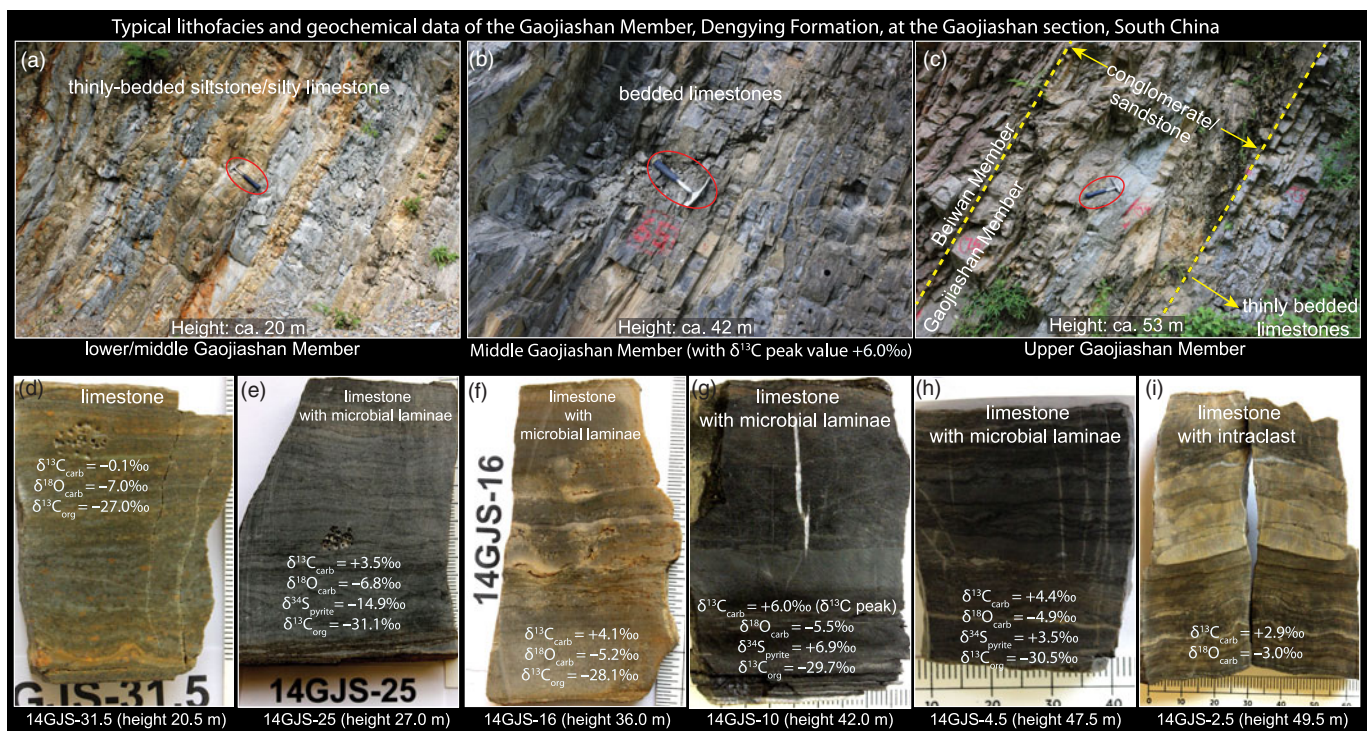 Typical lithofacies and geochemical data of the Gaojiashan Member, Dengying Formation, at the Gaojiashan section, South China
(a)
thinly-bedded siltstone/silty limestone
Height: ca. 20 m
lower/middle Gaojiashan Member
(b)
bedded limestones
Height: ca. 42 m
Middle Gaojiashan Member (with δ¹³C peak value +6.0‰)
(c)
conglomerate/
sandstone
Beiwan Member
Gaojiashan Member
thinly bedded
limestones
Height: ca. 53 m
Upper Gaojiashan Member
(d)
limestone
δ¹³Ccarb = –0.1‰
δ¹⁸Ocarb = –7.0‰
δ¹³Corg = –27.0‰
GJS-31.5
14GJS-31.5 (height 20.5 m)
(e)
limestone
with microbial laminae
δ¹³Ccarb = +3.5‰
δ¹⁸Ocarb = –6.8‰
δ³⁴Spyrite = –14.9‰
δ¹³Corg = –31.1‰
14GJS-25
14GJS-25 (height 27.0 m)
(f)
limestone
with
microbial laminae
14GJS-16
δ¹³Ccarb = +4.1‰
δ¹⁸Ocarb = –5.2‰
δ¹³Corg = –28.1‰
14GJS-16 (height 36.0 m)
(g)
limestone
with microbial laminae
δ¹³Ccarb = +6.0‰ (δ¹³C peak)
δ¹⁸Ocarb = –5.5‰
δ³⁴Spyrite = +6.9‰
δ¹³Corg = –29.7‰
14GJS-10 (height 42.0 m)
(h)
limestone
with microbial laminae
δ¹³Ccarb = +4.4‰
δ¹⁸Ocarb = –4.9‰
δ³⁴Spyrite = +3.5‰
δ¹³Corg = –30.5‰
10 20 30 40
14GJS-4.5 (height 47.5 m)
(i)
limestone
with intraclast
δ¹³Ccarb = +2.9‰
δ¹⁸Ocarb = –3.0‰
0 10 20 30 40 50 60
14GJS-2.5 (height 49.5 m)